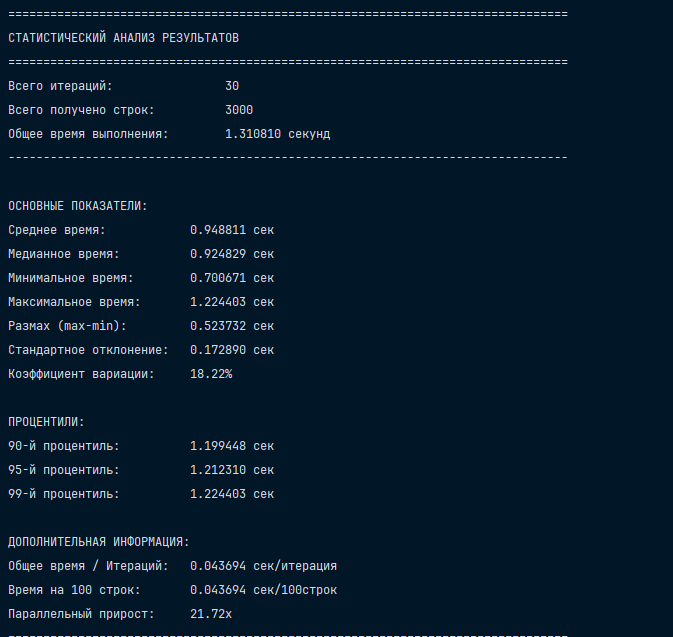 ================================================================================
СТАТИСТИЧЕСКИЙ АНАЛИЗ РЕЗУЛЬТАТОВ
================================================================================
Всего итераций:                30
Всего получено строк:          3000
Общее время выполнения:        1.310810 секунд
--------------------------------------------------------------------------------
ОСНОВНЫЕ ПОКАЗАТЕЛИ:
Среднее время:            0.948811 сек
Медианное время:          0.924829 сек
Минимальное время:        0.700671 сек
Максимальное время:       1.224403 сек
Размах (max-min):         0.523732 сек
Стандартное отклонение:   0.172890 сек
Коэффициент вариации:     18.22%
ПРОЦЕНТИЛИ:
90-й процентиль:          1.199448 сек
95-й процентиль:          1.212310 сек
99-й процентиль:          1.224403 сек
ДОПОЛНИТЕЛЬНАЯ ИНФОРМАЦИЯ:
Общее время / Итераций:   0.043694 сек/итерация
Время на 100 строк:       0.043694 сек/100строк
Параллельный прирост:     21.72x
================================================================================